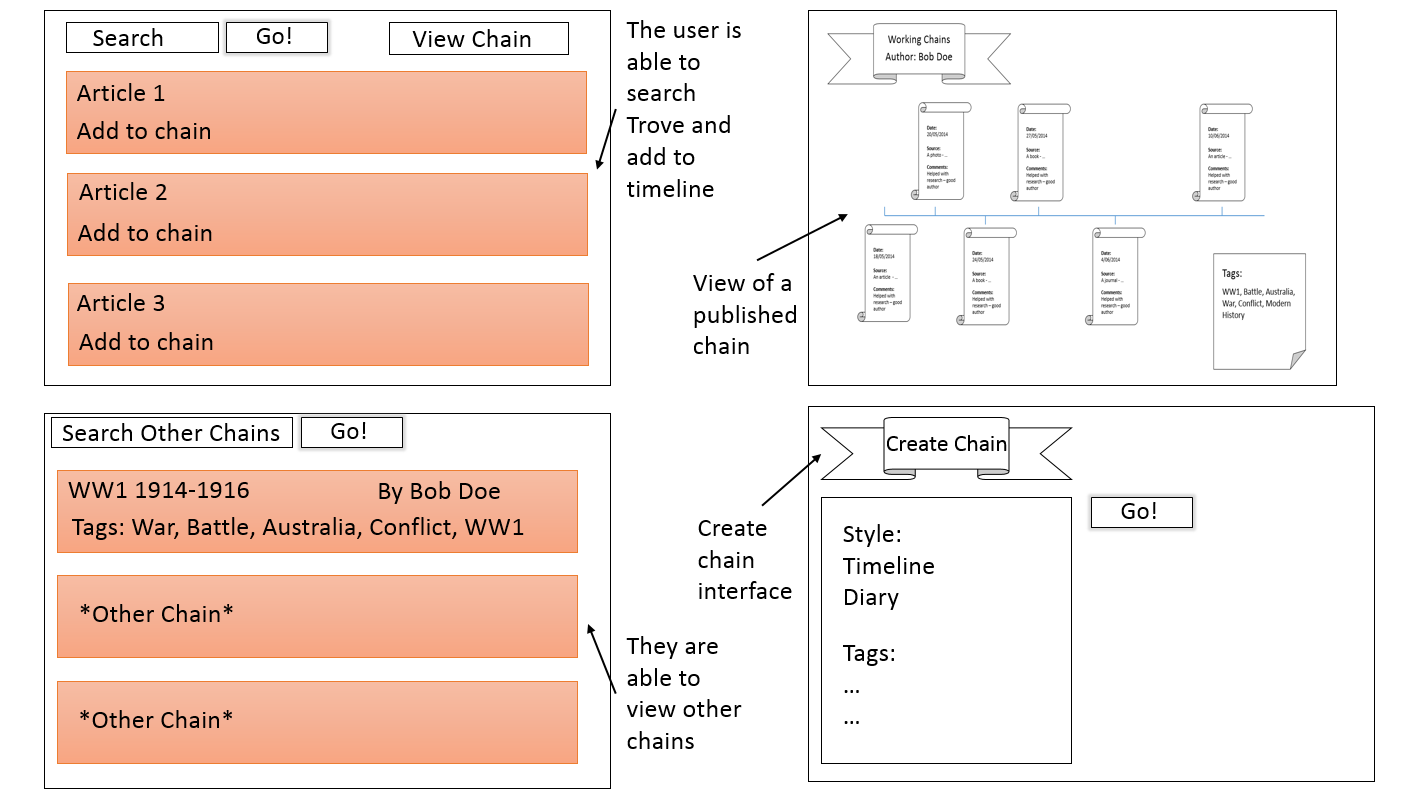 Search
Go!
View Chain
Article 1
Add to chain
Article 2
Add to chain
Article 3
Add to chain
The user is
able to
search
Trove and
add to
timeline
Working Chains
Author: Bob Doe
Date:
20/05/2014
Source:
A photo - ...
Comments:
Helped with
research – good
author
Date:
27/05/2014
Source:
A book - ...
Comments:
Helped with
research – good
author
Date:
10/06/2014
Source:
An article - ...
Comments:
Helped with
research – good
author
Date:
18/05/2014
Source:
An article - ...
Comments:
Helped with
research – good
author
Date:
24/05/2014
Source:
A book - ...
Comments:
Helped with
research – good
author
Date:
4/06/2014
Source:
A journal - ...
Comments:
Helped with
research – good
author
Tags:
WW1, Battle, Australia,
War, Conflict, Modern
History
View of a
published
chain
Search Other Chains
Go!
WW1 1914-1916
By Bob Doe
Tags: War, Battle, Australia, Conflict, WW1
*Other Chain*
*Other Chain*
They are
able to
view other
chains
Create Chain
Go!
Style:
Timeline
Diary
Tags:
...
...
Create
chain
interface